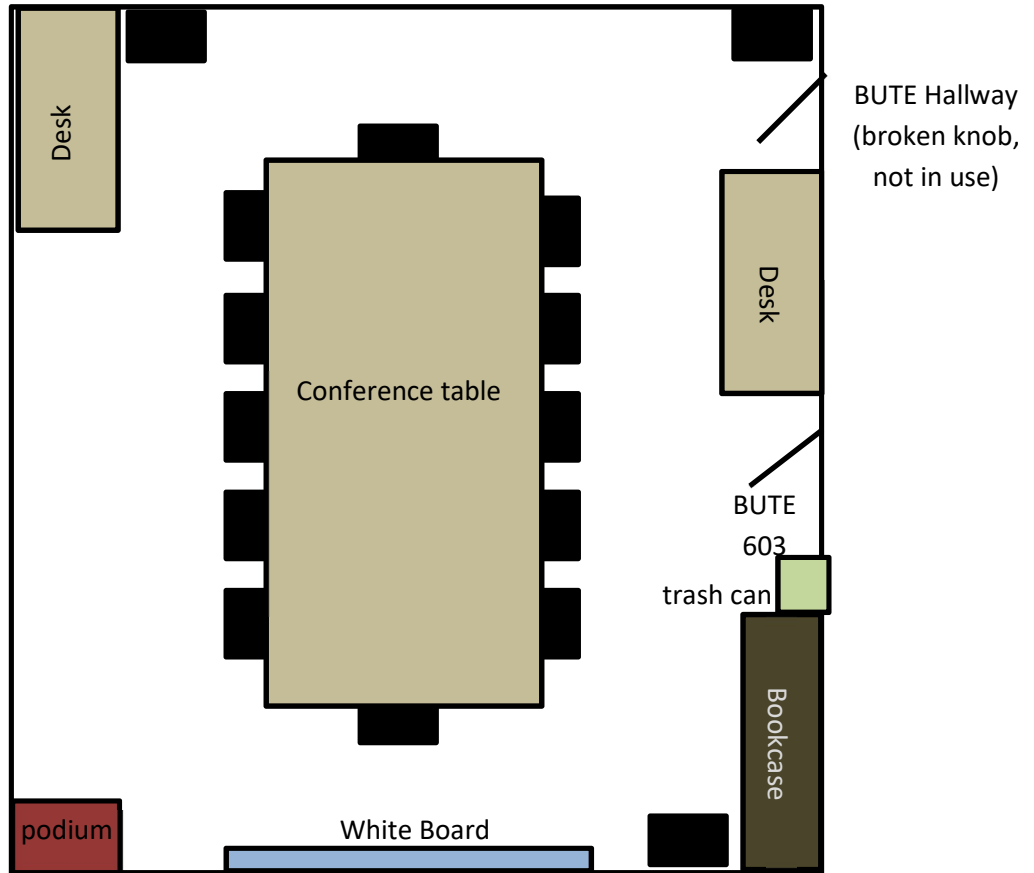 Desk
BUTE Hallway
(broken knob,
not in use)
Desk
Conference table
BUTE
603
trash can
Bookcase
podium
White Board